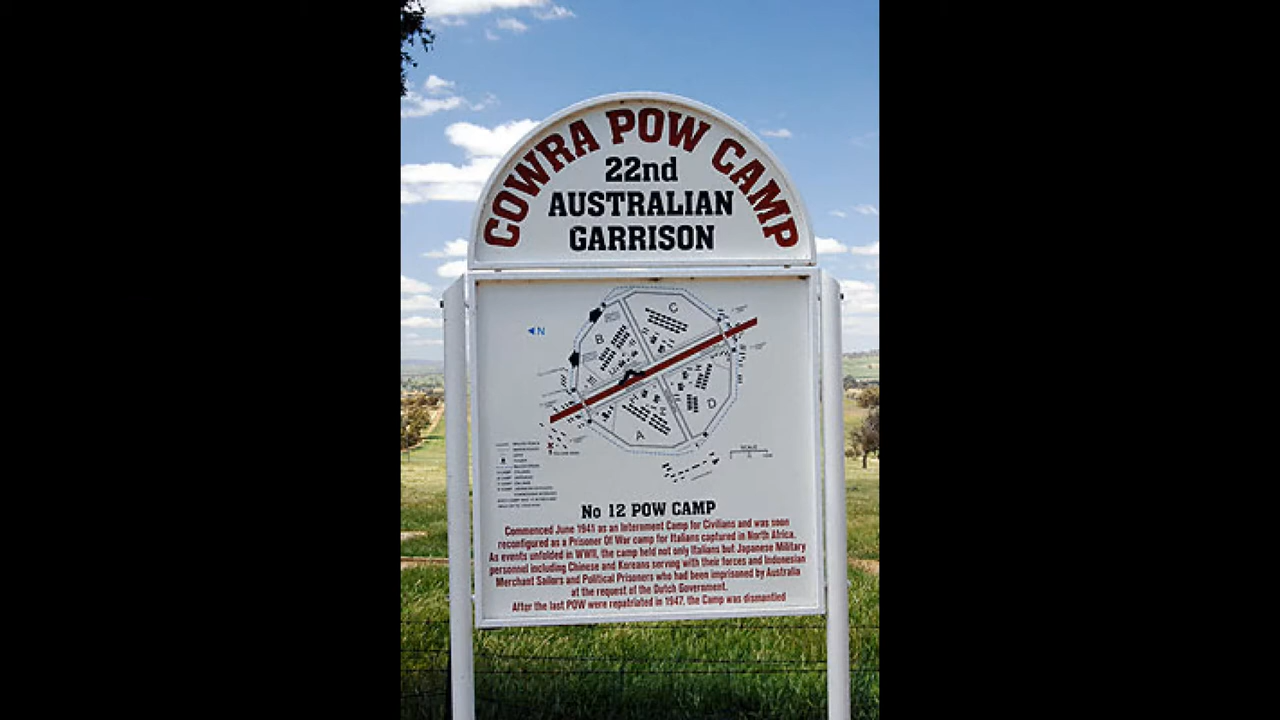 COWRA POW CAMP
22nd
AUSTRALIAN
GARRISON
N
C
B
D
A
SCALE
No 12 POW CAMP
Commenced June 1941 as an Internment Camp for Civilians and was soon
reconfigured as a Prisoner Of War camp for Italians captured in North Africa.
As events unfolded in WWII, the camp held not only Italians but Japanese Military
personnel including Chinese and Koreans serving with their forces and Indonesian
Merchant Sailors and Political Prisoners who had been imprisoned by Australia
at the request of the Dutch Government.
After the last POW were repatriated in 1947, the Camp was dismantled